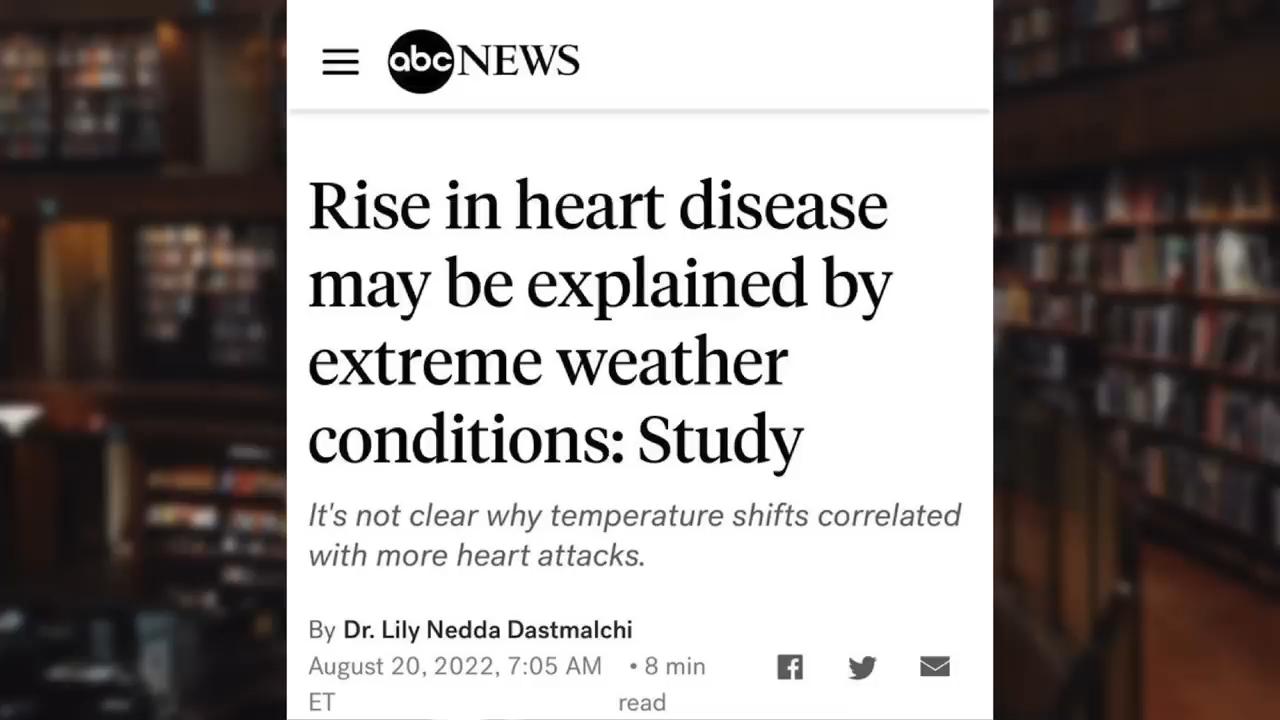 abc NEWS
Rise in heart disease
may be explained by
extreme weather
conditions: Study
It's not clear why temperature shifts correlated
with more heart attacks.
By Dr. Lily Nedda Dastmalchi
August 20, 2022, 7:05 AM • 8 min
ET read